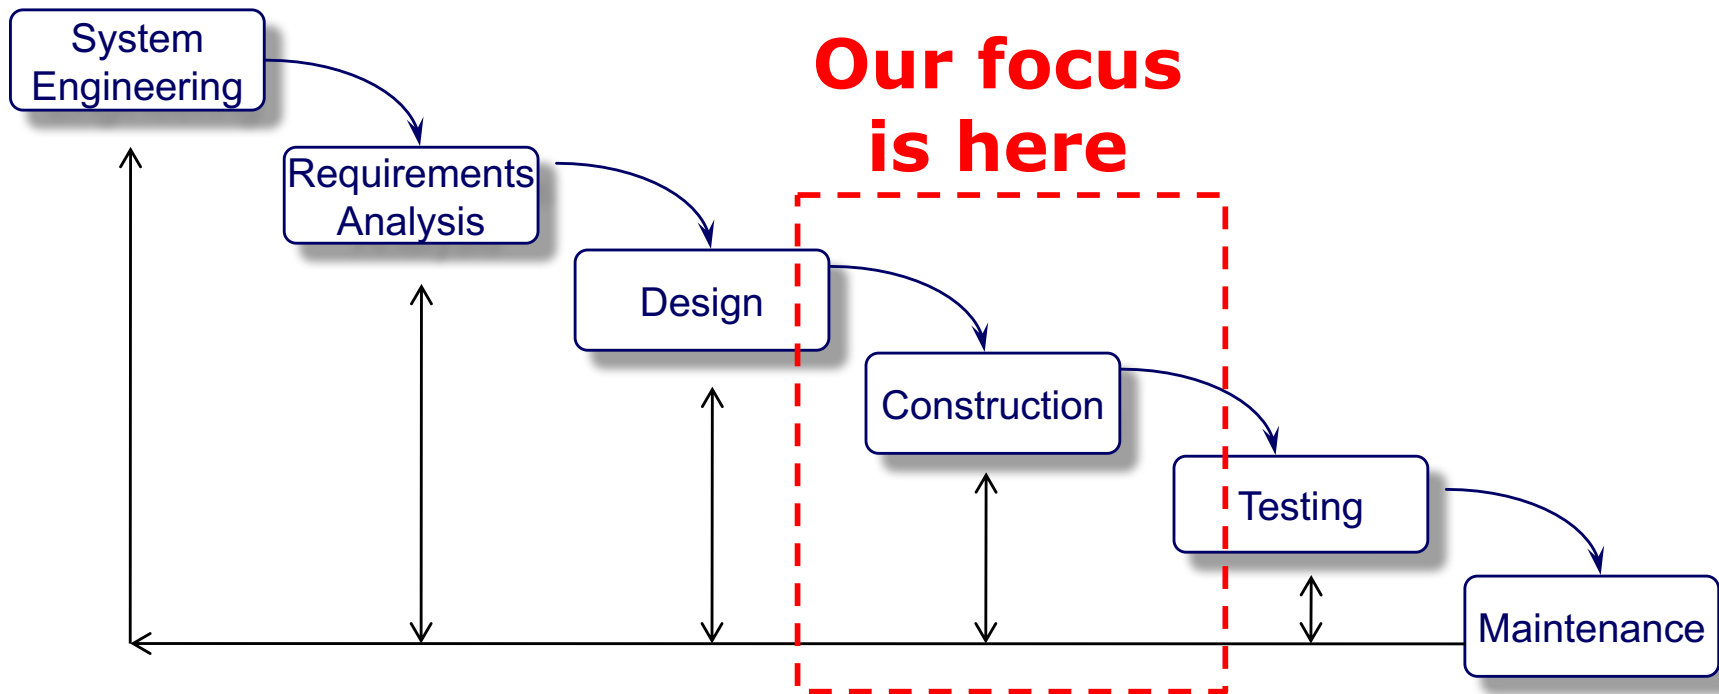 System
Engineering
Our focus
is here
Requirements
Analysis
Design
Construction
Testing
Maintenance